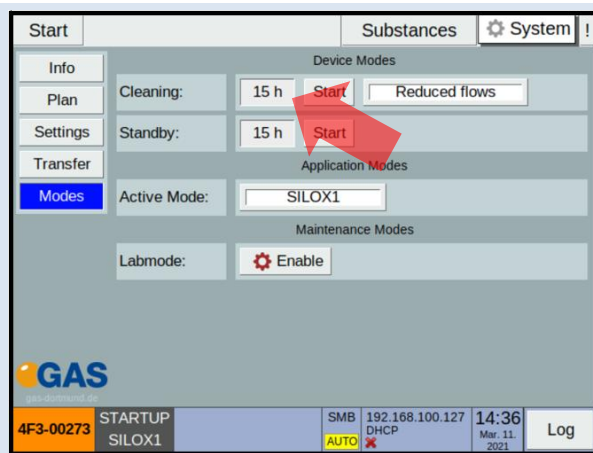 Start Substances System !
Info
Plan
Settings
Transfer
Modes
Device Modes
Cleaning: 15 h Start Reduced flows
Standby: 15 h Start
Application Modes
Active Mode: SILOX1
Maintenance Modes
Labmode: Enable
GAS
gas-dortmund.de
4F3-00273
STARTUP
SILOX1
SMB
AUTO
192.168.100.127
DHCP
14:36
Mar. 11.
2021
Log